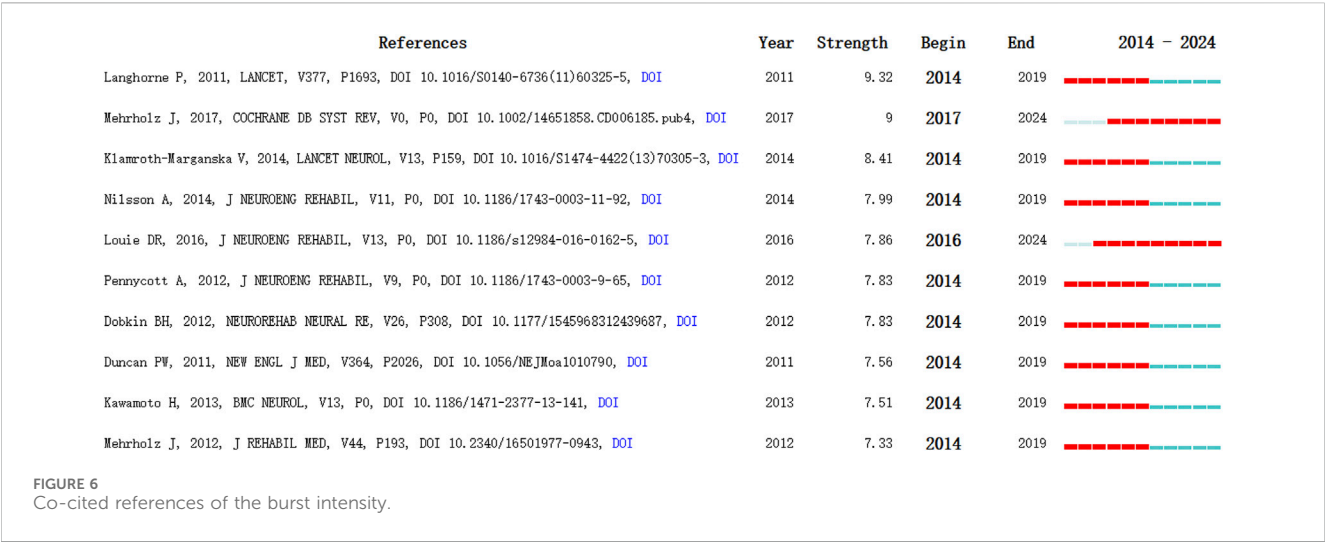 References Year Strength Begin End 2014 - 2024
Langhorne P, 2011, LANCET, V377, P1693, DOI 10.1016/S0140-6736(11)60325-5, DOI 2011 9.32 2014 2019
Mehrholz J, 2017, COCHRANE DB SYST REV, V0, P0, DOI 10.1002/14651858.CD006185.pub4, DOI 2017 9 2017 2024
Klamroth-Marganska V, 2014, LANCET NEUROL, V13, P159, DOI 10.1016/S1474-4422(13)70305-3, DOI 2014 8.41 2014 2019
Nilsson A, 2014, J NEUROENG REHABIL, V11, P0, DOI 10.1186/1743-0003-11-92, DOI 2014 7.99 2014 2019
Louie DR, 2016, J NEUROENG REHABIL, V13, P0, DOI 10.1186/s12984-016-0162-5, DOI 2016 7.86 2016 2024
Pennycott A, 2012, J NEUROENG REHABIL, V9, P0, DOI 10.1186/1743-0003-9-65, DOI 2012 7.83 2014 2019
Dobkin BH, 2012, NEUROREHAB NEURAL RE, V26, P308, DOI 10.1177/1545968312439687, DOI 2012 7.83 2014 2019
Duncan PW, 2011, NEW ENGL J MED, V364, P2026, DOI 10.1056/NEJMoa1010790, DOI 2011 7.56 2014 2019
Kawamoto H, 2013, BMC NEUROL, V13, P0, DOI 10.1186/1471-2377-13-141, DOI 2013 7.51 2014 2019
Mehrholz J, 2012, J REHABIL MED, V44, P193, DOI 10.2340/16501977-0943, DOI 2012 7.33 2014 2019
FIGURE 6
Co-cited references of the burst intensity.